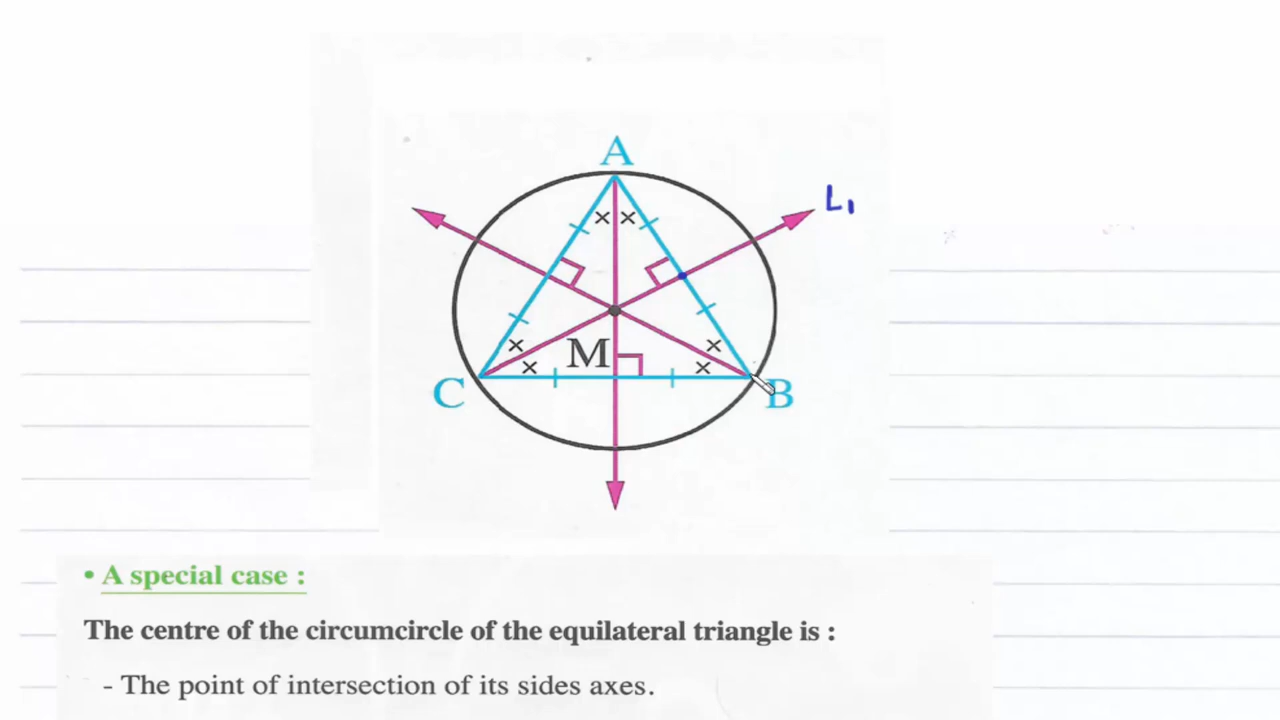 A
L₁
M
C
B
• A special case :
The centre of the circumcircle of the equilateral triangle is :
- The point of intersection of its sides axes.